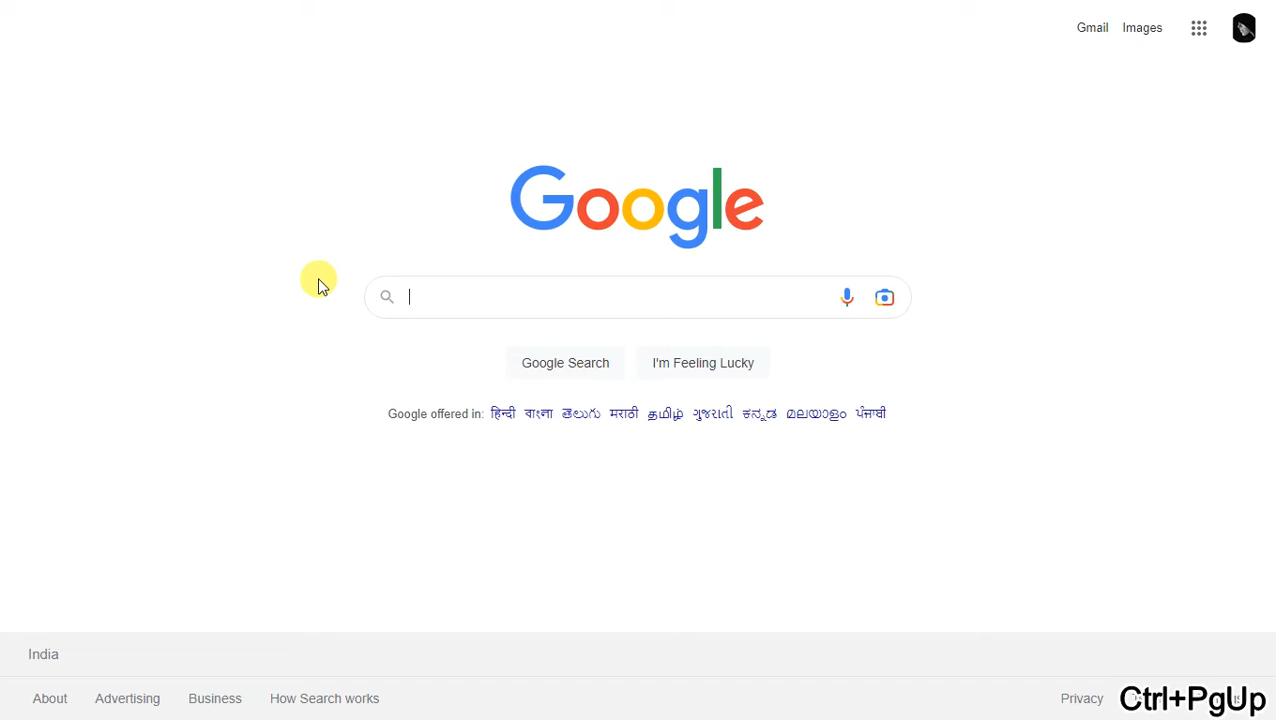 Gmail Images
Google
Google Search I'm Feeling Lucky
Google offered in: हिन्दी বাংলা తెలుగు मराठी தமிழ் ગુજરાતી ಕನ್ನಡ മലയാളം ਪੰਜਾਬੀ
India
About Advertising Business How Search works Privacy
Ctrl+PgUp